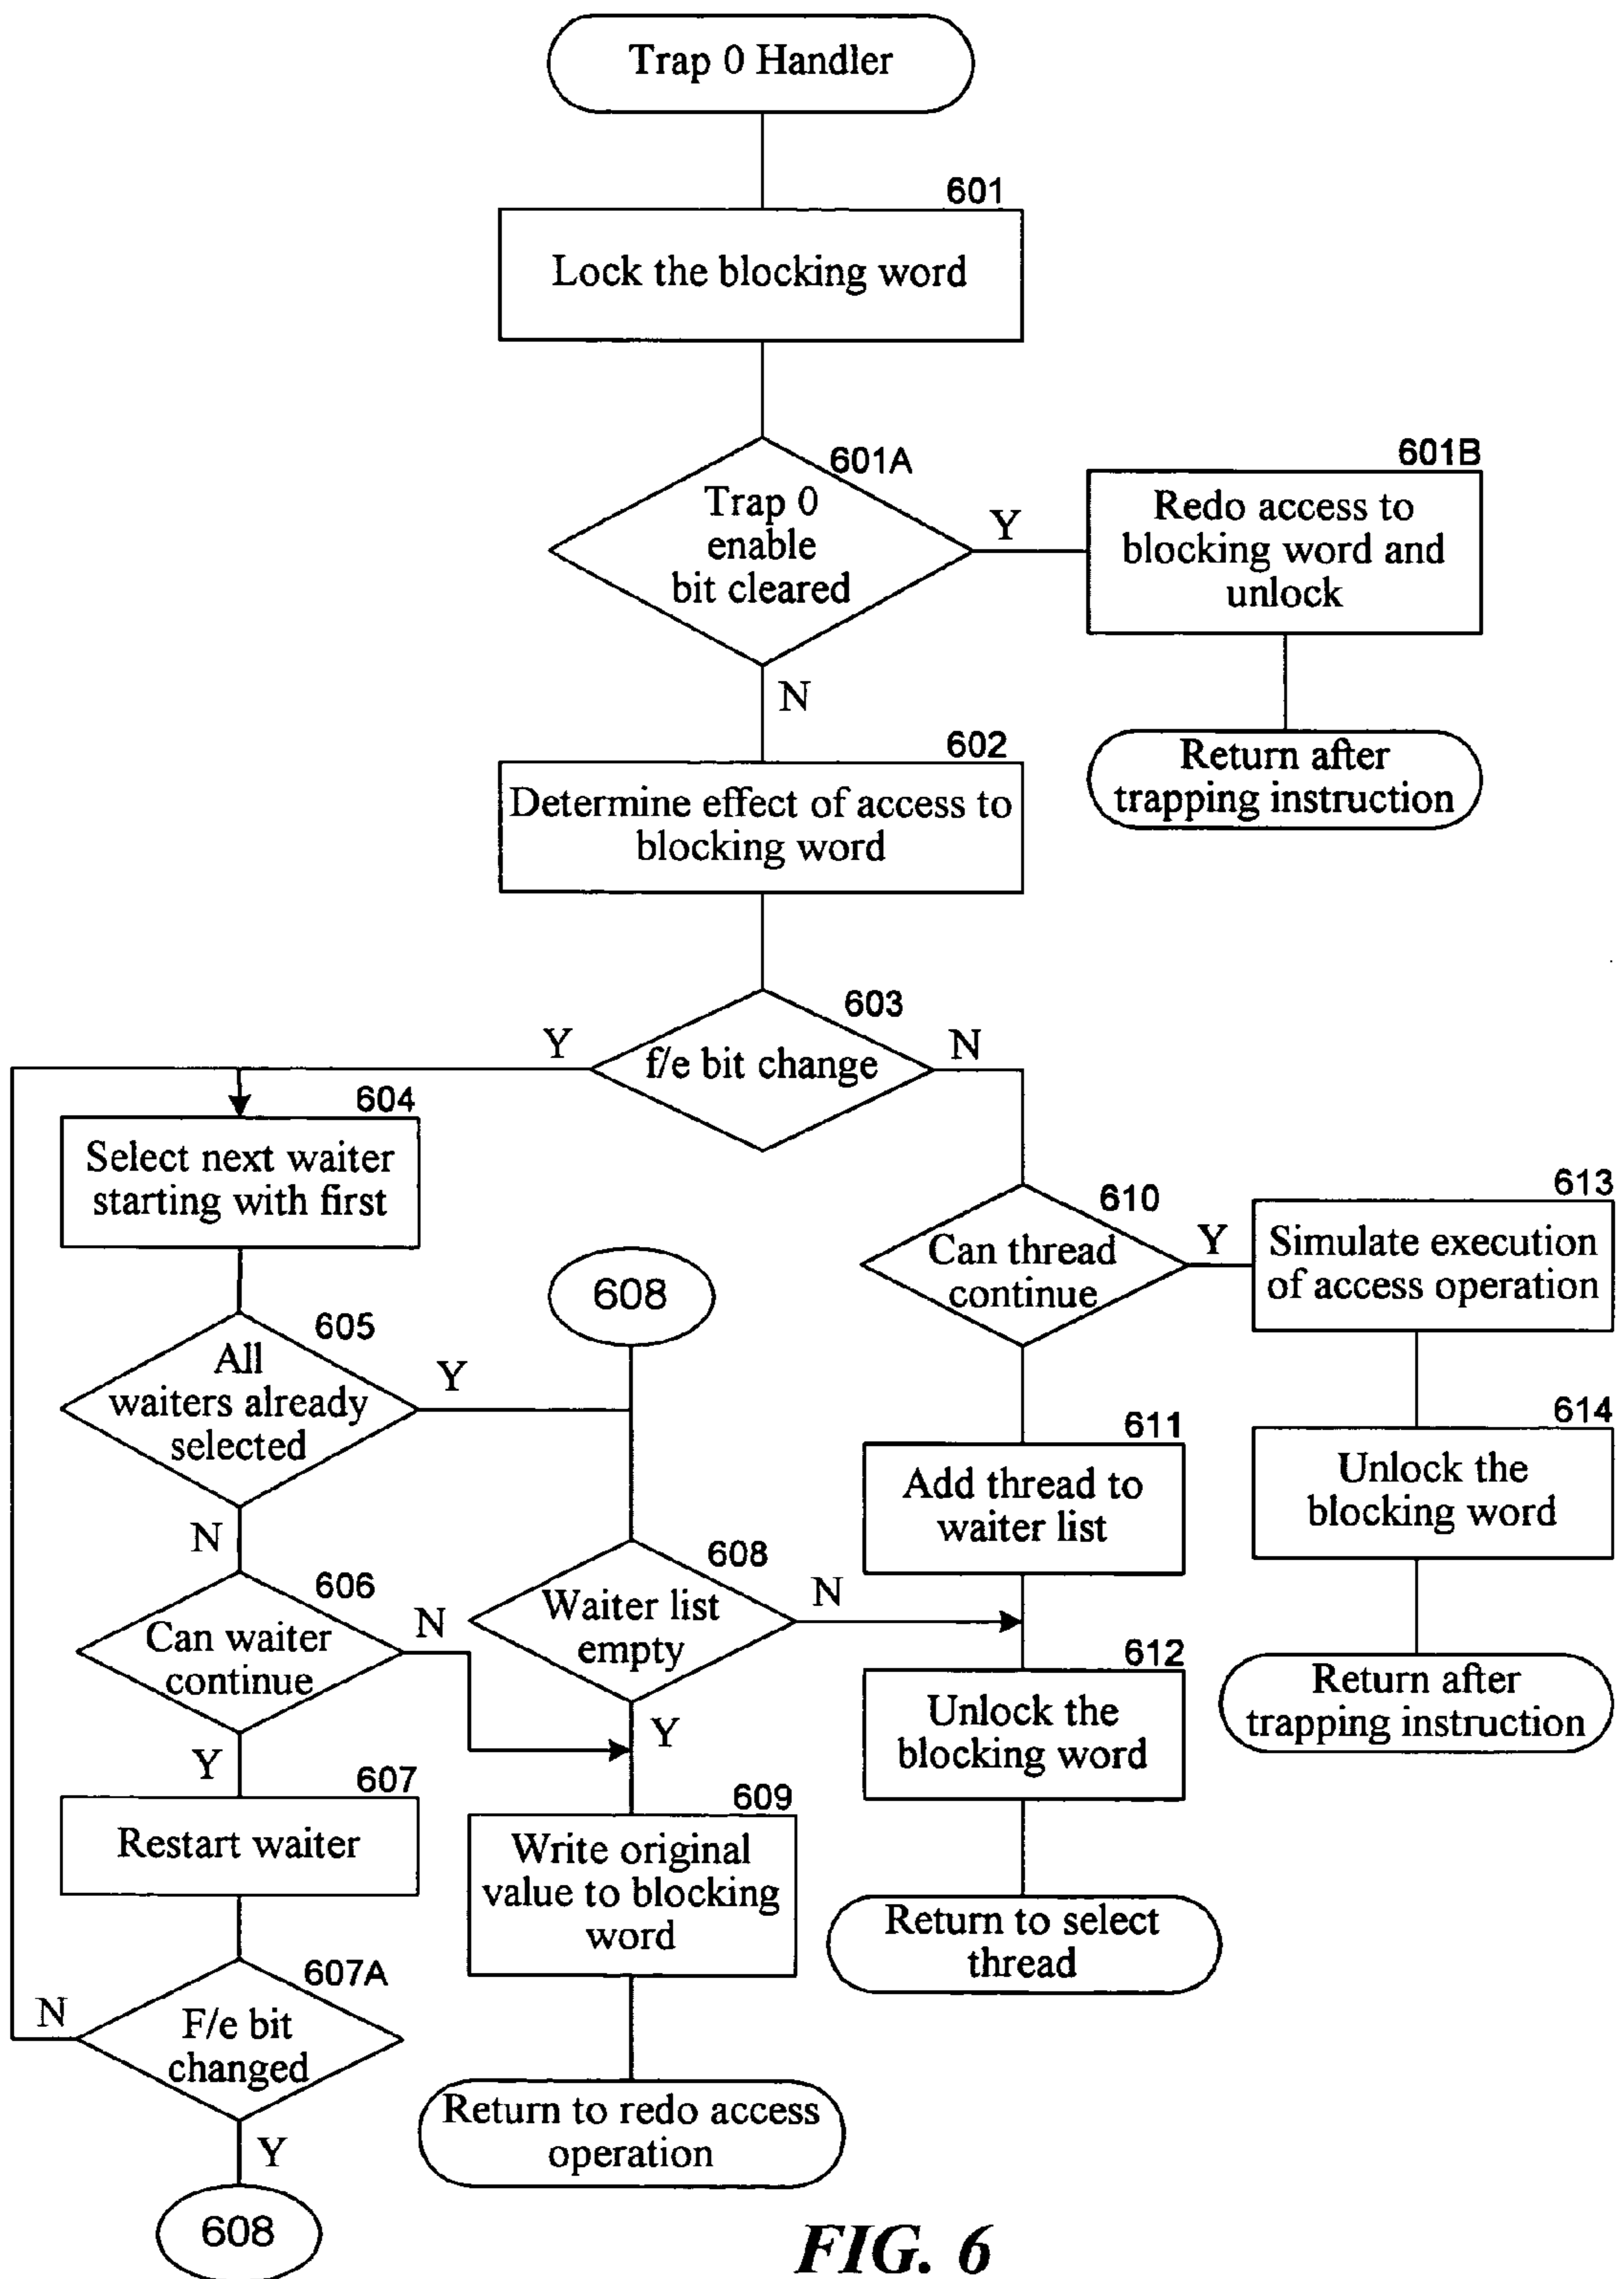 Trap 0 Handler
601
Lock the blocking word
601A
Trap 0
enable
bit cleared
Y
N
601B
Redo access to
blocking word and
unlock
Return after
trapping instruction
602
Determine effect of access to
blocking word
603
f/e bit change
Y
N
604
Select next waiter
starting with first
605
All
waiters already
selected
Y
N
606
Can waiter
continue
N
Y
607
Restart waiter
607A
F/e bit
changed
N
Y
608
608
608
Waiter list
empty
N
Y
609
Write original
value to blocking
word
Return to redo access
operation
610
Can thread
continue
Y
611
Add thread to
waiter list
612
Unlock the
blocking word
Return to select
thread
613
Simulate execution
of access operation
614
Unlock the
blocking word
Return after
trapping instruction
FIG. 6